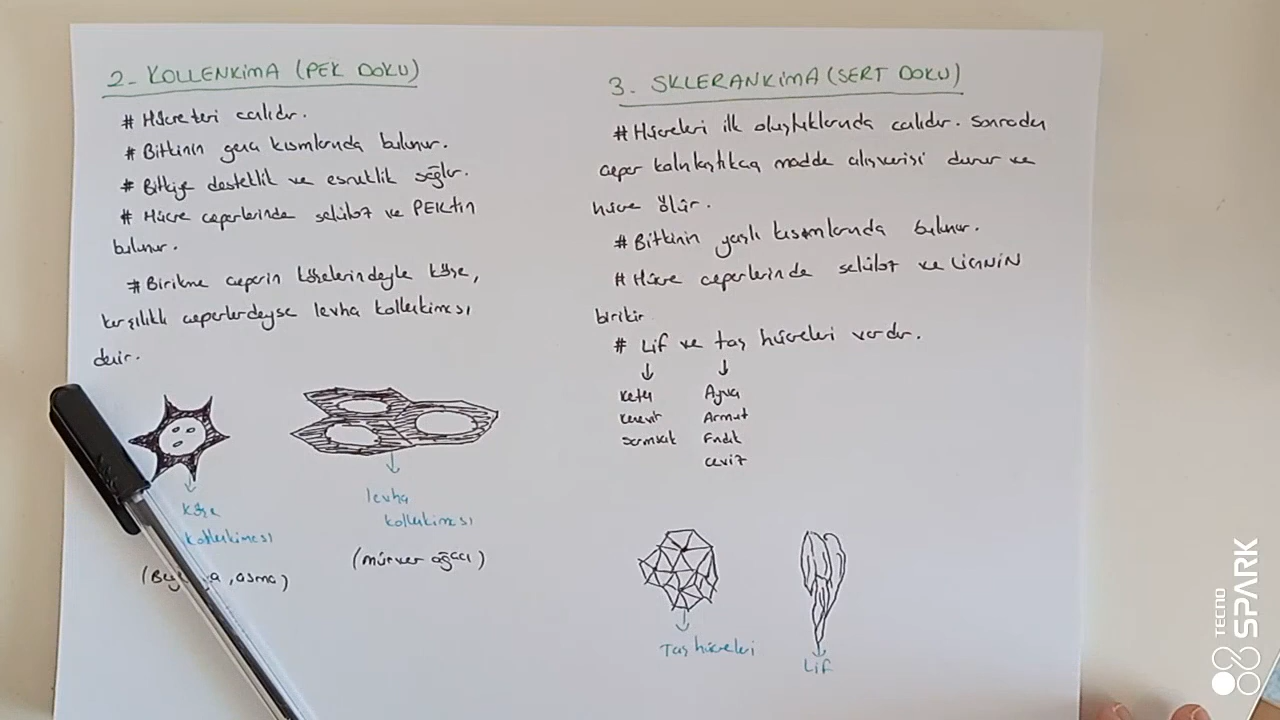 2- KOLLENKİMA (PEK DOKU)
# Hücreleri canlıdır.
# Bitkinin genç kısımlarında bulunur.
# Bitkiye desteklik ve esneklik sağlar.
# Hücre çeperlerinde selüloz ve PEKtin
bulunur.
# Birikme çeperin köşelerindeyse köşe,
karşılıklı çeperlerdeyse levha kollenkiması
denir.
Köşe
kollenkiması
(asma)
levha
kollenkiması
(mürver ağacı)
3. SKLERANKİMA (SERT DOKU)
# Hücreleri ilk oluştuklarında canlıdır. Sonradan
çeper kalınlaştıkça madde alışverişi durur ve
hücre ölür.
# Bitkinin yaşlı kısımlarında bulunur.
# Hücre çeperlerinde selüloz ve LİGNİN
birikir
# Lif ve taş hücreleri vardır.
Keten Ayva
Kenevir Armut
Sarmaşık Fındık
Ceviz
Taş hücreleri
Lif
TECNO
SPARK